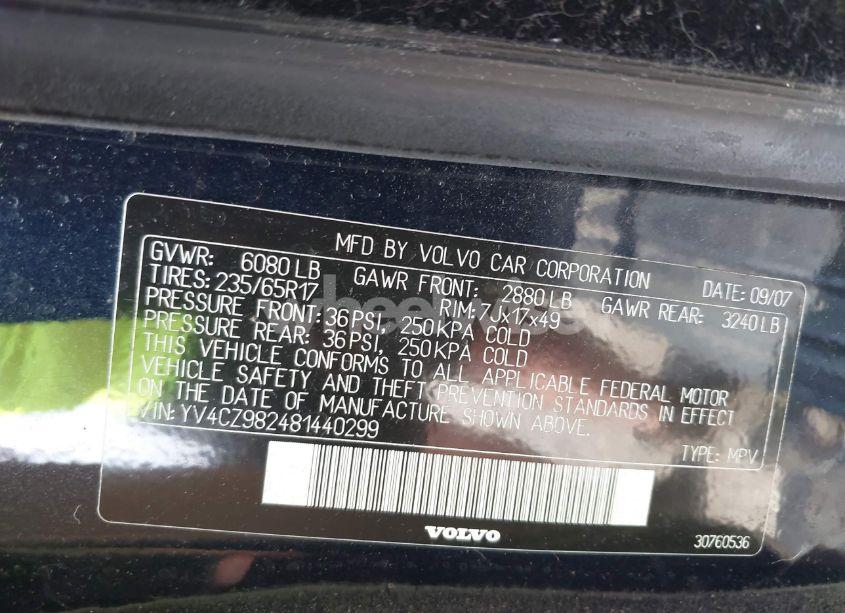 MFD BY VOLVO CAR CORPORATION DATE: 09/07
GVWR: 6080 LB GAWR FRONT: 2880 LB GAWR REAR: 3240 LB
TIRES: 235/65R17 RIM: 7Jx17x49
PRESSURE FRONT: 36 PSI, 250 KPA COLD
PRESSURE REAR: 36 PSI, 250 KPA COLD
THIS VEHICLE CONFORMS TO ALL APPLICABLE FEDERAL MOTOR
VEHICLE SAFETY AND THEFT PREVENTION STANDARDS IN EFFECT
ON THE DATE OF MANUFACTURE SHOWN ABOVE.
VIN: YV4CZ982481440299 TYPE: MPV
VOLVO
30760536